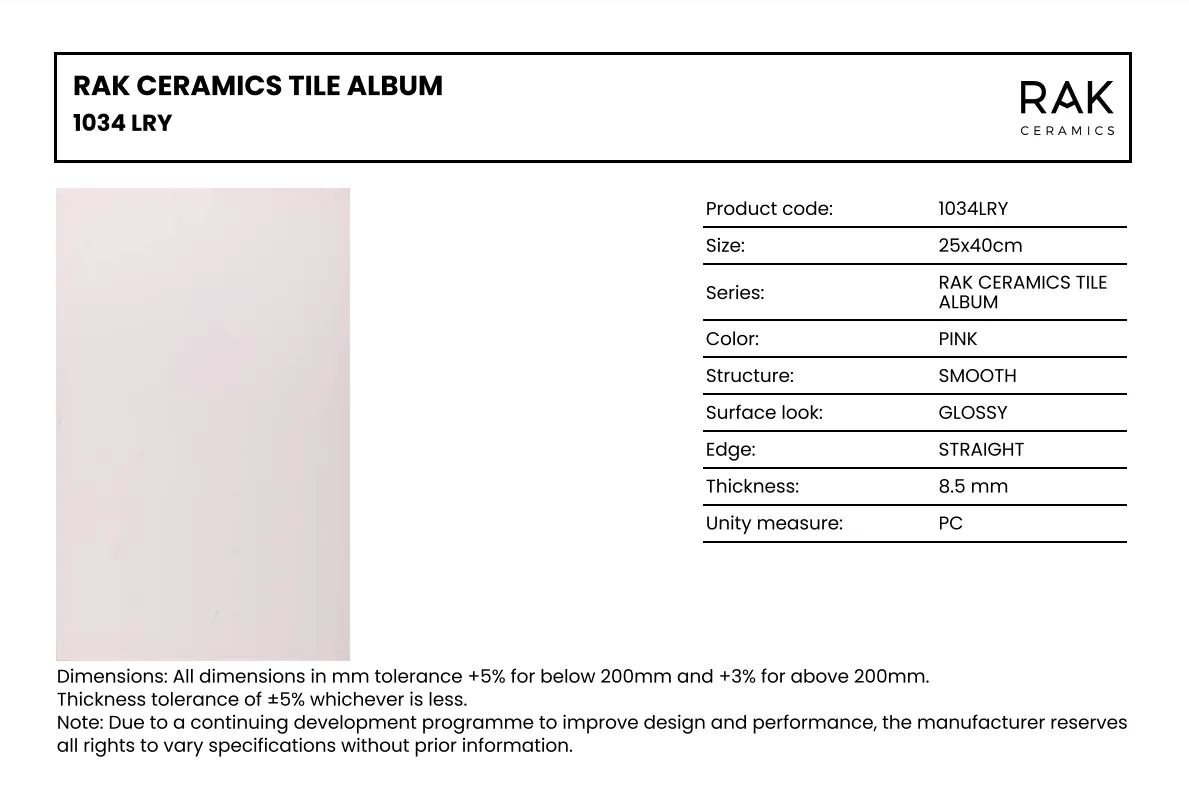 RAK CERAMICS TILE ALBUM
1034 LRY
RAK
CERAMICS
Product code: 1034LRY
Size: 25x40cm
Series: RAK CERAMICS TILE
ALBUM
Color: PINK
Structure: SMOOTH
Surface look: GLOSSY
Edge: STRAIGHT
Thickness: 8.5 mm
Unity measure: PC
Dimensions: All dimensions in mm tolerance +5% for below 200mm and +3% for above 200mm.
Thickness tolerance of ±5% whichever is less.
Note: Due to a continuing development programme to improve design and performance, the manufacturer reserves
all rights to vary specifications without prior information.